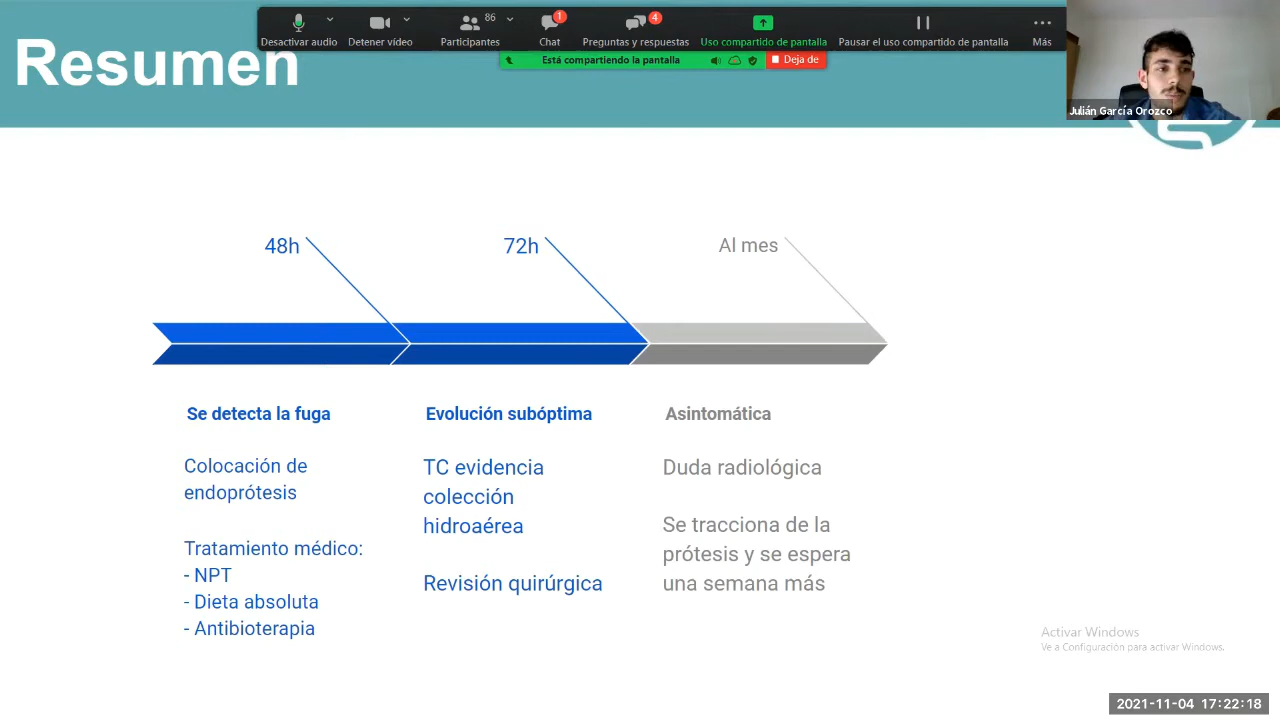 Resumen
86
1
4
Desactivar audio
Detener vídeo
Participantes
Chat
Preguntas y respuestas
Uso compartido de pantalla
Pausar el uso compartido de pantalla
Más
Está compartiendo la pantalla
Deja de
Julián García Orozco
48h
72h
Al mes
Se detecta la fuga
Colocación de
endoprótesis
Tratamiento médico:
- NPT
- Dieta absoluta
- Antibioterapia
Evolución subóptima
TC evidencia
colección
hidroaérea
Revisión quirúrgica
Asintomática
Duda radiológica
Se tracciona de la
prótesis y se espera
una semana más
Activar Windows
Ve a Configuración para activar Windows.
2021-11-04 17:22:18